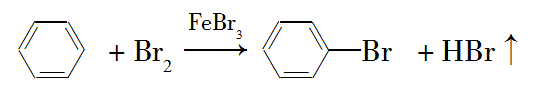 FeBr₃
+ Br₂ ⟶ —Br + HBr ↑